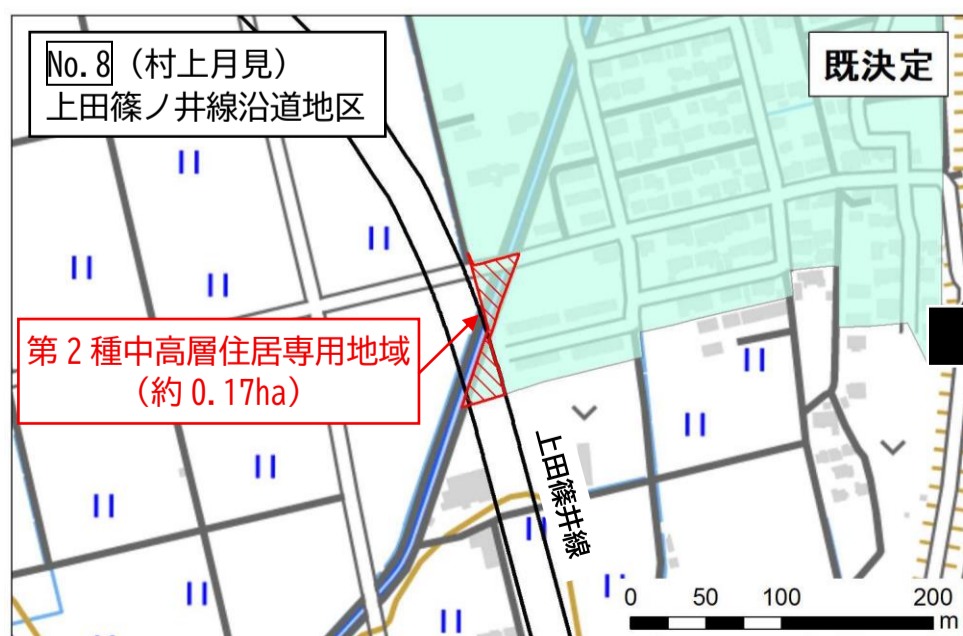 No.8（村上月見）
上田篠ノ井線沿道地区
既決定
第２種中高層住居専用地域
（約0.17ha）
上田篠井線
0 50 100 200
m